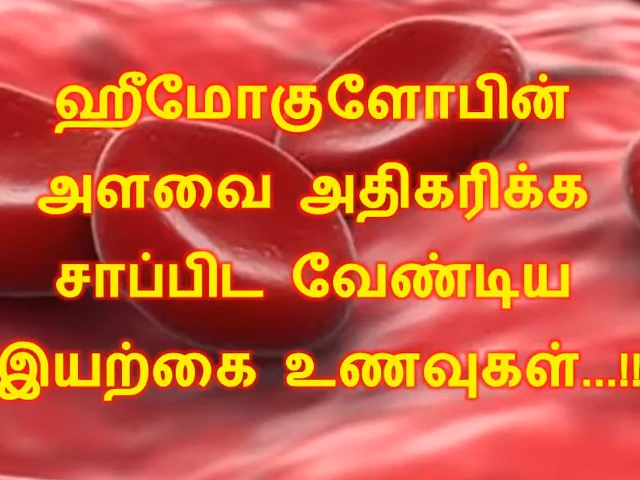 ஹீமோகுளோபின்
அளவை அதிகரிக்க
சாப்பிட வேண்டிய
இயற்கை உணவுகள்...!!